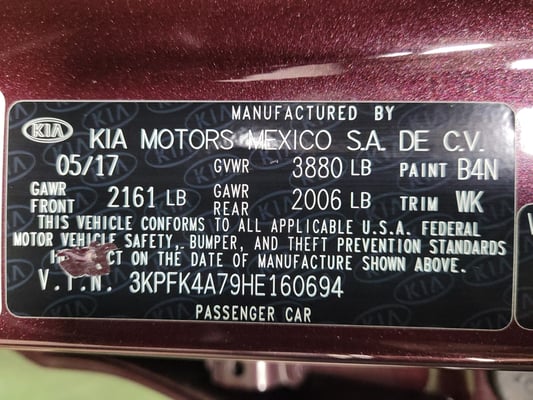 MANUFACTURED BY
KIA KIA MOTORS MEXICO S.A. DE C.V.
05/17 GVWR 3880 LB PAINT B4N
GAWR FRONT 2161 LB GAWR REAR 2006 LB TRIM WK
THIS VEHICLE CONFORMS TO ALL APPLICABLE U.S.A. FEDERAL
MOTOR VEHICLE SAFETY, BUMPER, AND THEFT PREVENTION STANDARDS
ON THE DATE OF MANUFACTURE SHOWN ABOVE.
V.I.N. 3KPFK4A79HE160694
PASSENGER CAR